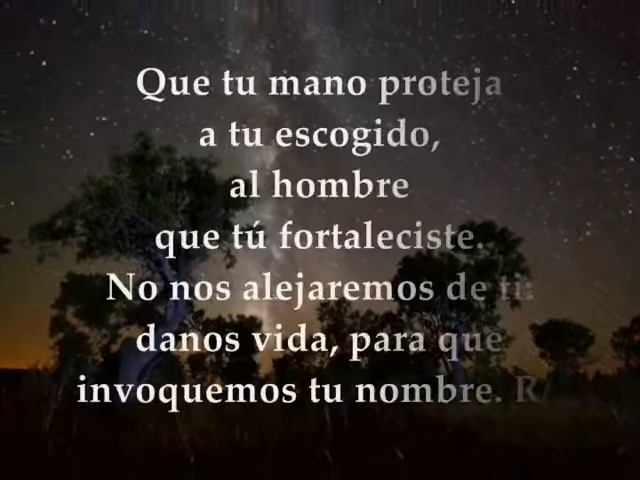 Que tu mano proteja
a tu escogido,
al hombre
que tú fortaleciste.
No nos alejaremos de ti:
danos vida, para que
invoquemos tu nombre. R